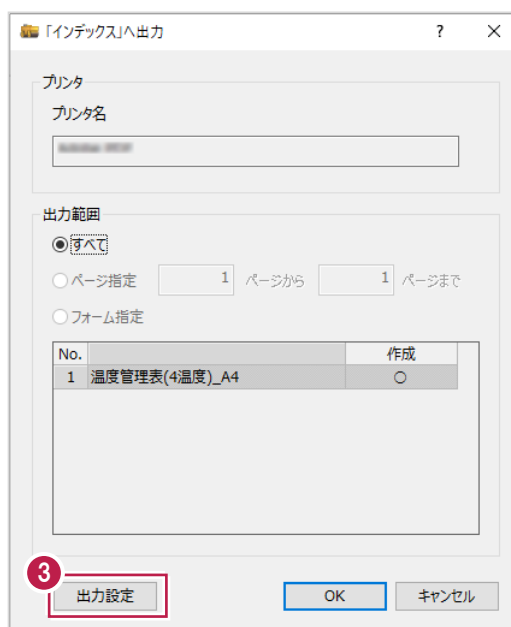 「インデックス」へ出力
プリンタ
プリンタ名
出力範囲
すべて
ページ指定 1 ページから 1 ページまで
フォーム指定
No. 作成
1 温度管理表(4温度)_A4 ○
3
出力設定 OK キャンセル